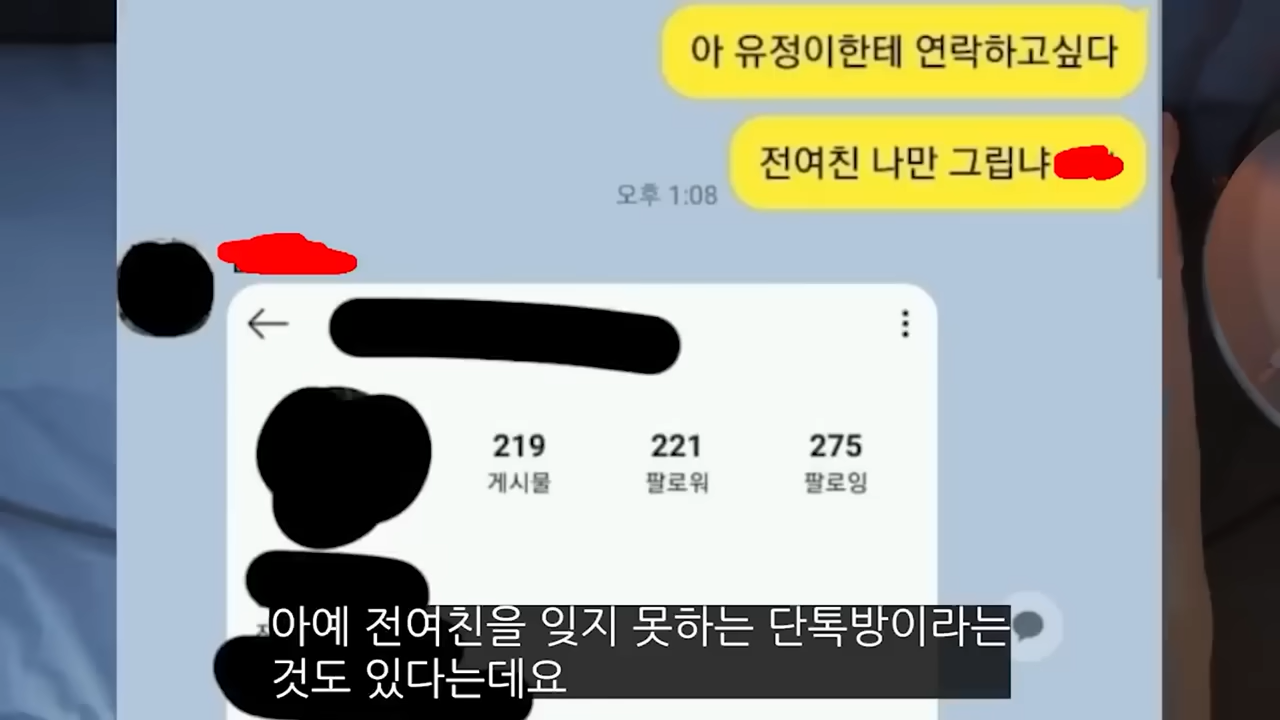 아 유정이한테 연락하고싶다
전여친 나만 그립냐
오후 1:08
219
게시물
221
팔로워
275
팔로잉
아예 전여친을 잊지 못하는 단톡방이라는
것도 있다는데요